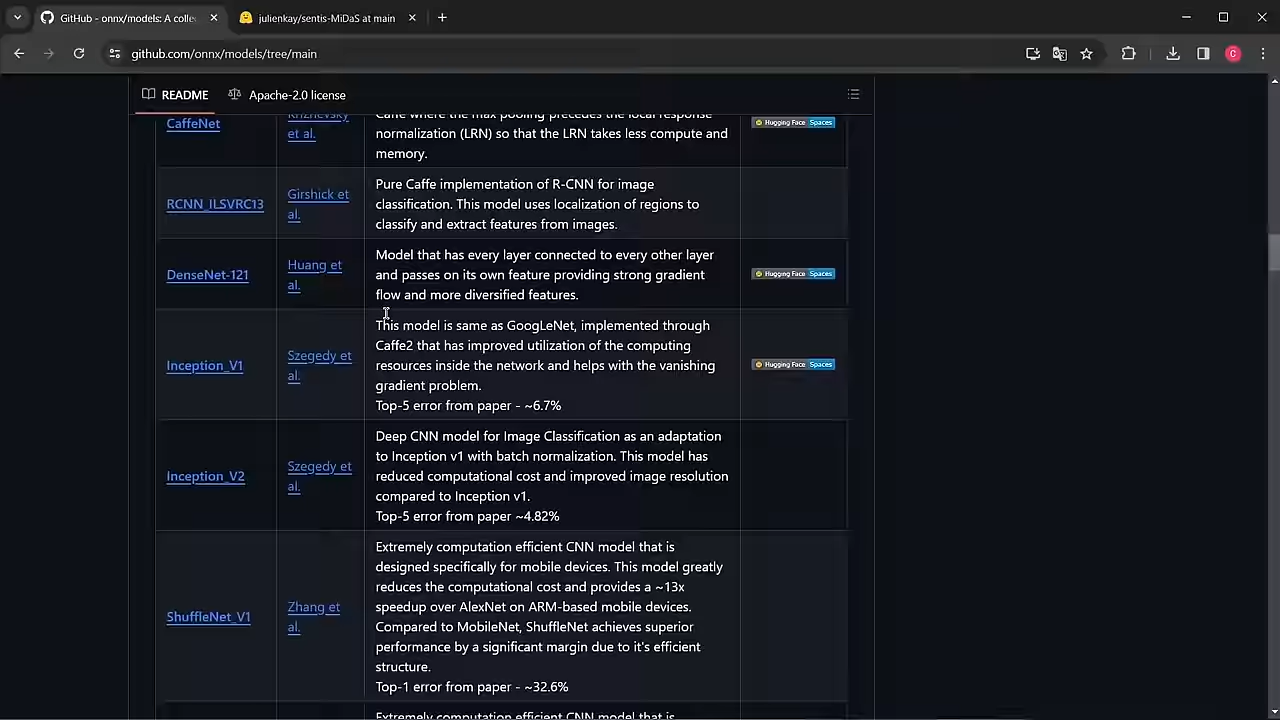 GitHub - onnx/models: A colle
julienkay/sentis-MiDaS at main
github.com/onnx/models/tree/main
C
README
Apache-2.0 license
CaffeNet
Krizhevsky
et al.
Caffe where the max pooling precedes the local response
normalization (LRN) so that the LRN takes less compute and
memory.
Hugging Face Spaces
RCNN_ILSVRC13
Girshick et
al.
Pure Caffe implementation of R-CNN for image
classification. This model uses localization of regions to
classify and extract features from images.
DenseNet-121
Huang et
al.
Model that has every layer connected to every other layer
and passes on its own feature providing strong gradient
flow and more diversified features.
Hugging Face Spaces
Inception_V1
Szegedy et
al.
This model is same as GoogLeNet, implemented through
Caffe2 that has improved utilization of the computing
resources inside the network and helps with the vanishing
gradient problem.
Top-5 error from paper - ~6.7%
Hugging Face Spaces
Inception_V2
Szegedy et
al.
Deep CNN model for Image Classification as an adaptation
to Inception v1 with batch normalization. This model has
reduced computational cost and improved image resolution
compared to Inception v1.
Top-5 error from paper ~4.82%
ShuffleNet_V1
Zhang et
al.
Extremely computation efficient CNN model that is
designed specifically for mobile devices. This model greatly
reduces the computational cost and provides a ~13x
speedup over AlexNet on ARM-based mobile devices.
Compared to MobileNet, ShuffleNet achieves superior
performance by a significant margin due to it's efficient
structure.
Top-1 error from paper - ~32.6%
Extremely computation efficient CNN model that is